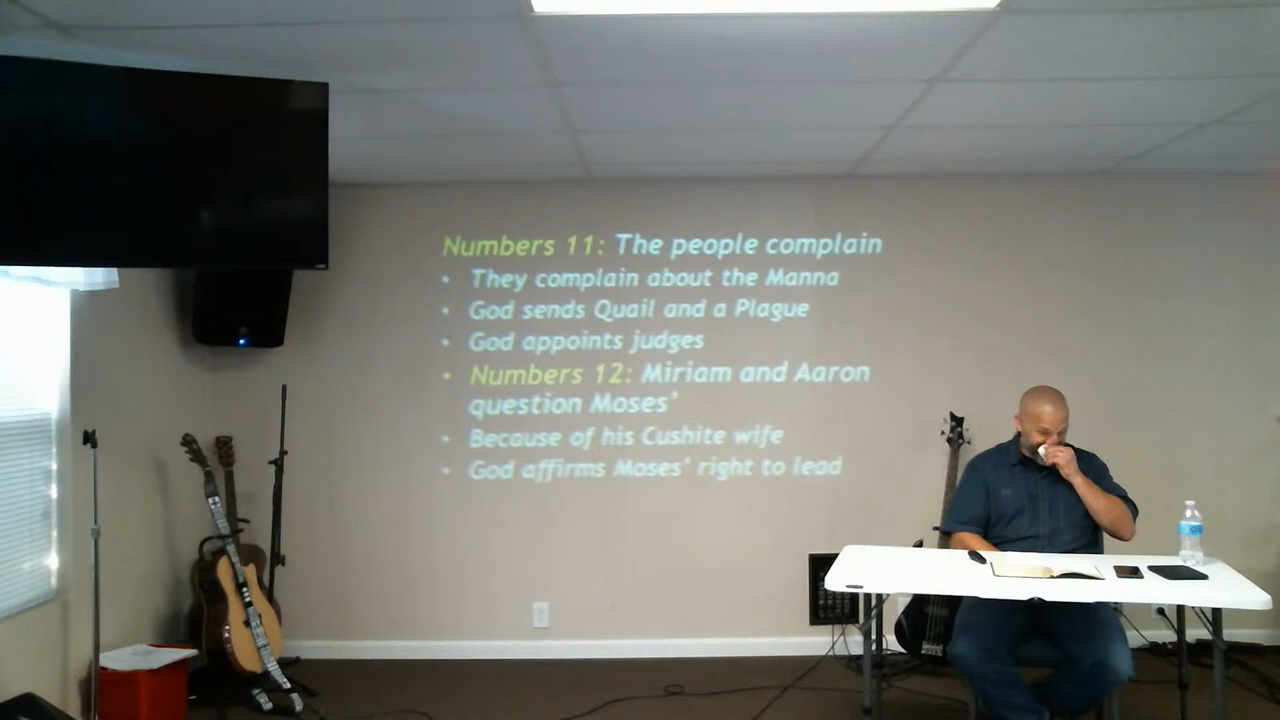 Numbers 11: The people complain
• They complain about the Manna
• God sends Quail and a Plague
• God appoints judges
• Numbers 12: Miriam and Aaron
question Moses’
• Because of his Cushite wife
• God affirms Moses’ right to lead